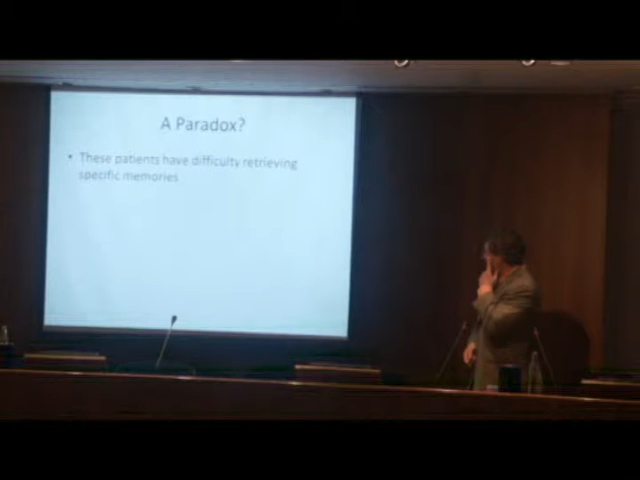 A Paradox?
• These patients have difficulty retrieving
specific memories